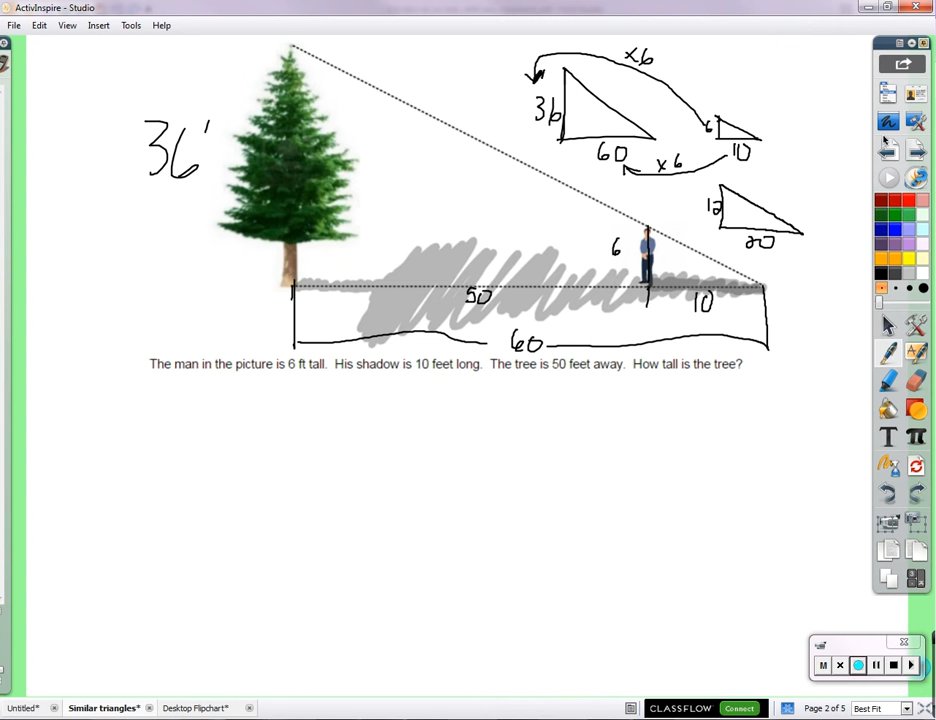 ActivInspire - Studio
File Edit View Insert Tools Help
x6
36
6
60
x 6
10
36'
12
20
6
50
10
60
The man in the picture is 6 ft tall. His shadow is 10 feet long. The tree is 50 feet away. How tall is the tree?
T
π
M
Untitled* Similar triangles* Desktop Flipchart* CLASSFLOW Connect Page 2 of 5 Best Fit